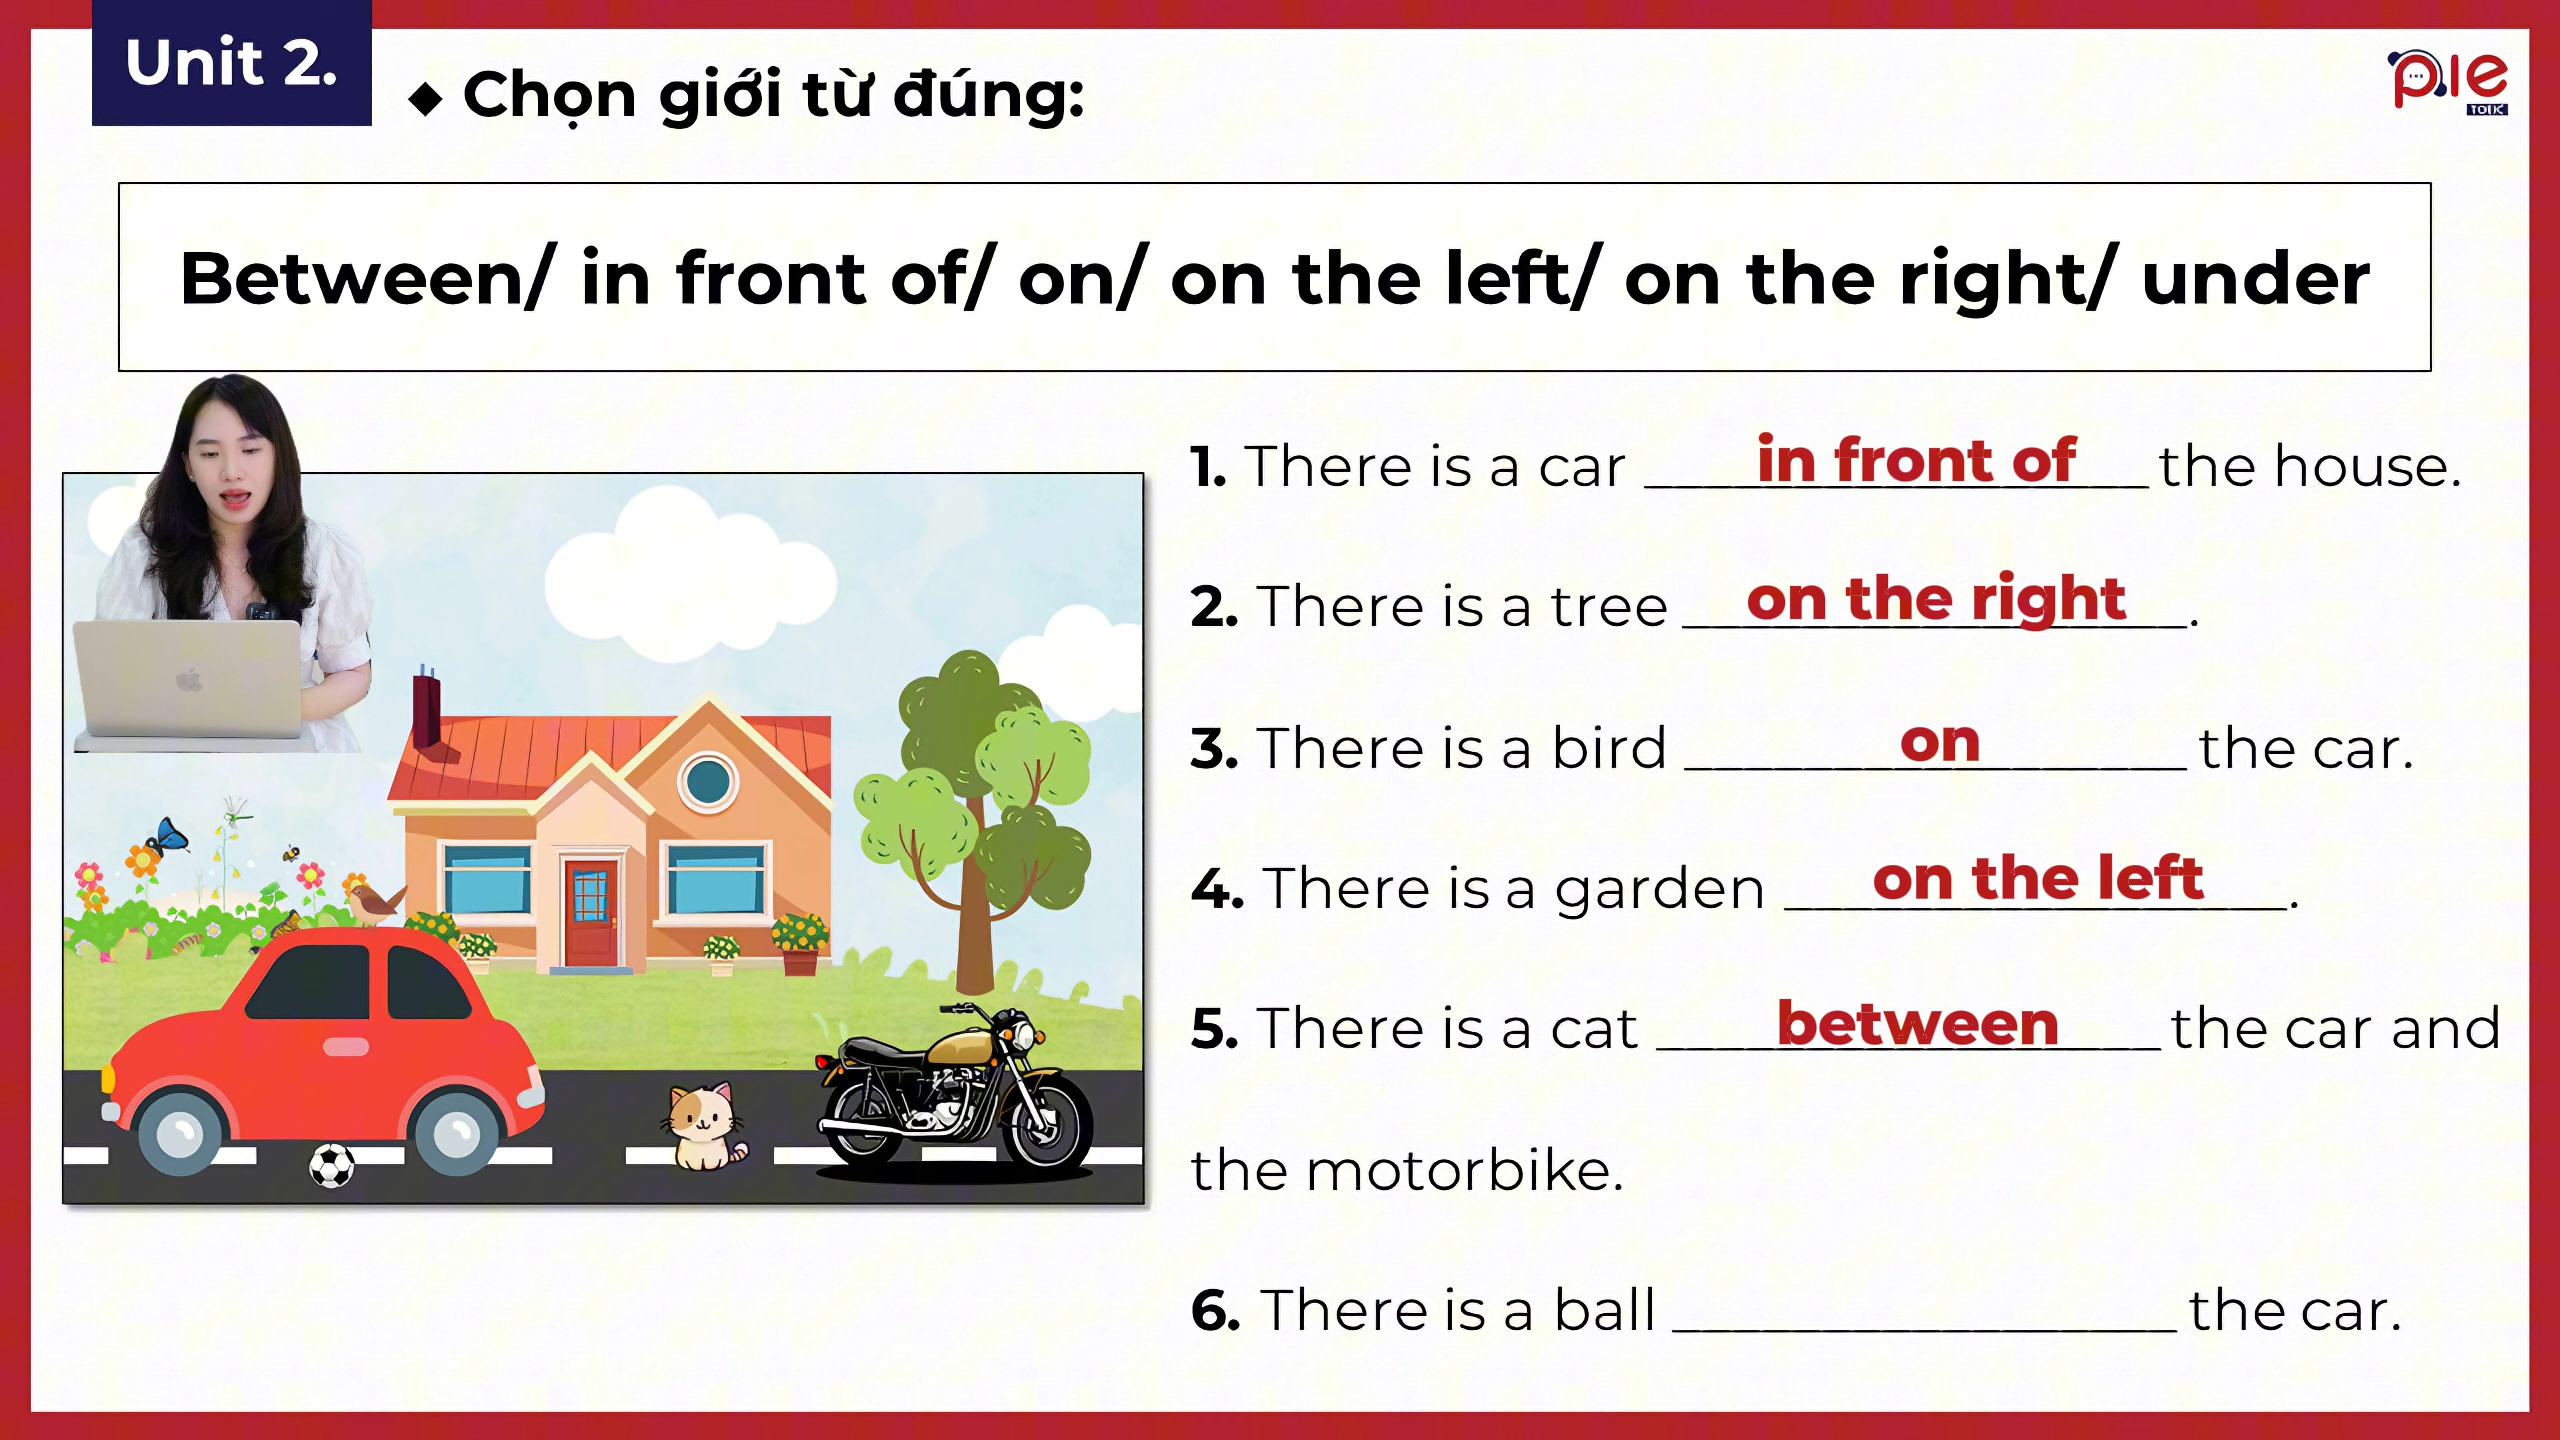 Unit 2.
◆ Chọn giới từ đúng:
PIE
TOIK
Between/ in front of/ on/ on the left/ on the right/ under
1. There is a car in front of the house.
2. There is a tree on the right.
3. There is a bird on the car.
4. There is a garden on the left.
5. There is a cat between the car and
the motorbike.
6. There is a ball _________________ the car.